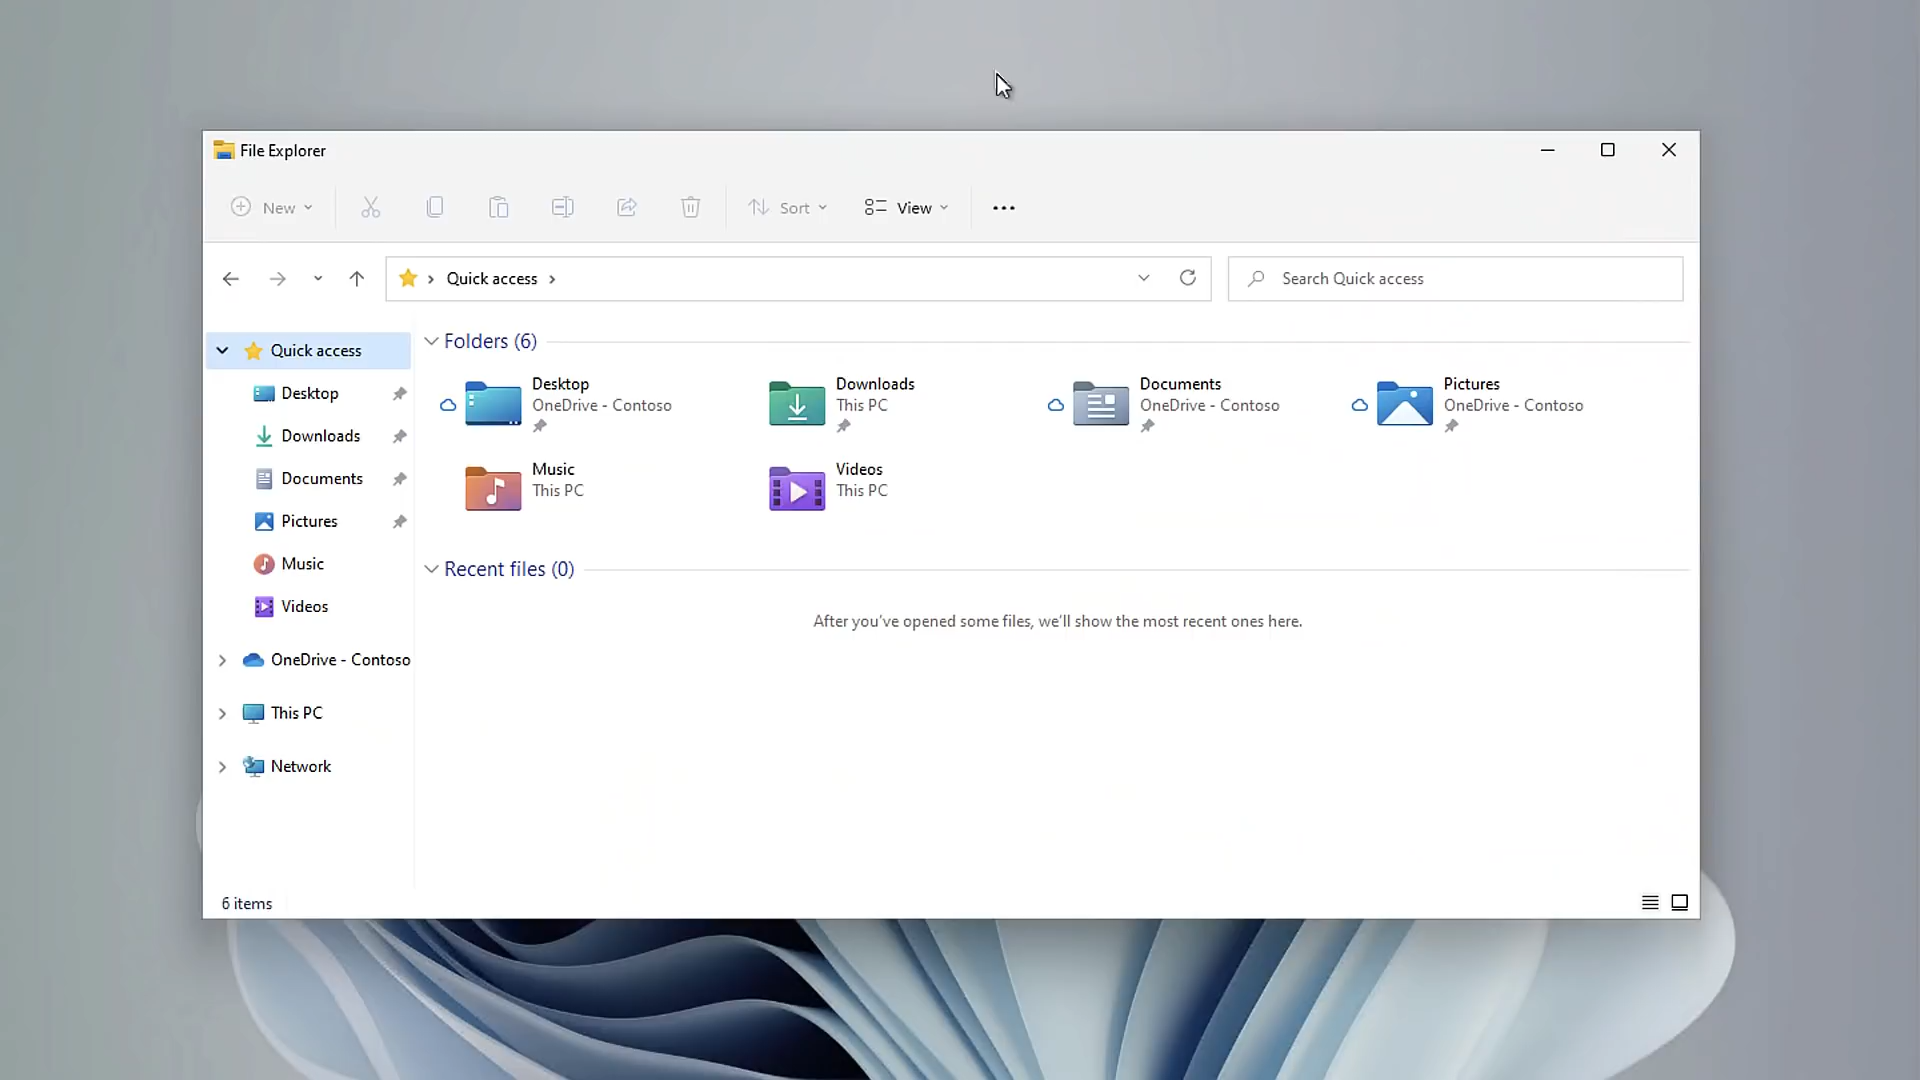 File Explorer
New
Sort
View
Quick access
Search Quick access
Quick access
Desktop
Downloads
Documents
Pictures
Music
Videos
OneDrive - Contoso
This PC
Network
Folders (6)
Desktop
OneDrive - Contoso
Downloads
This PC
Documents
OneDrive - Contoso
Pictures
OneDrive - Contoso
Music
This PC
Videos
This PC
Recent files (0)
After you've opened some files, we'll show the most recent ones here.
6 items